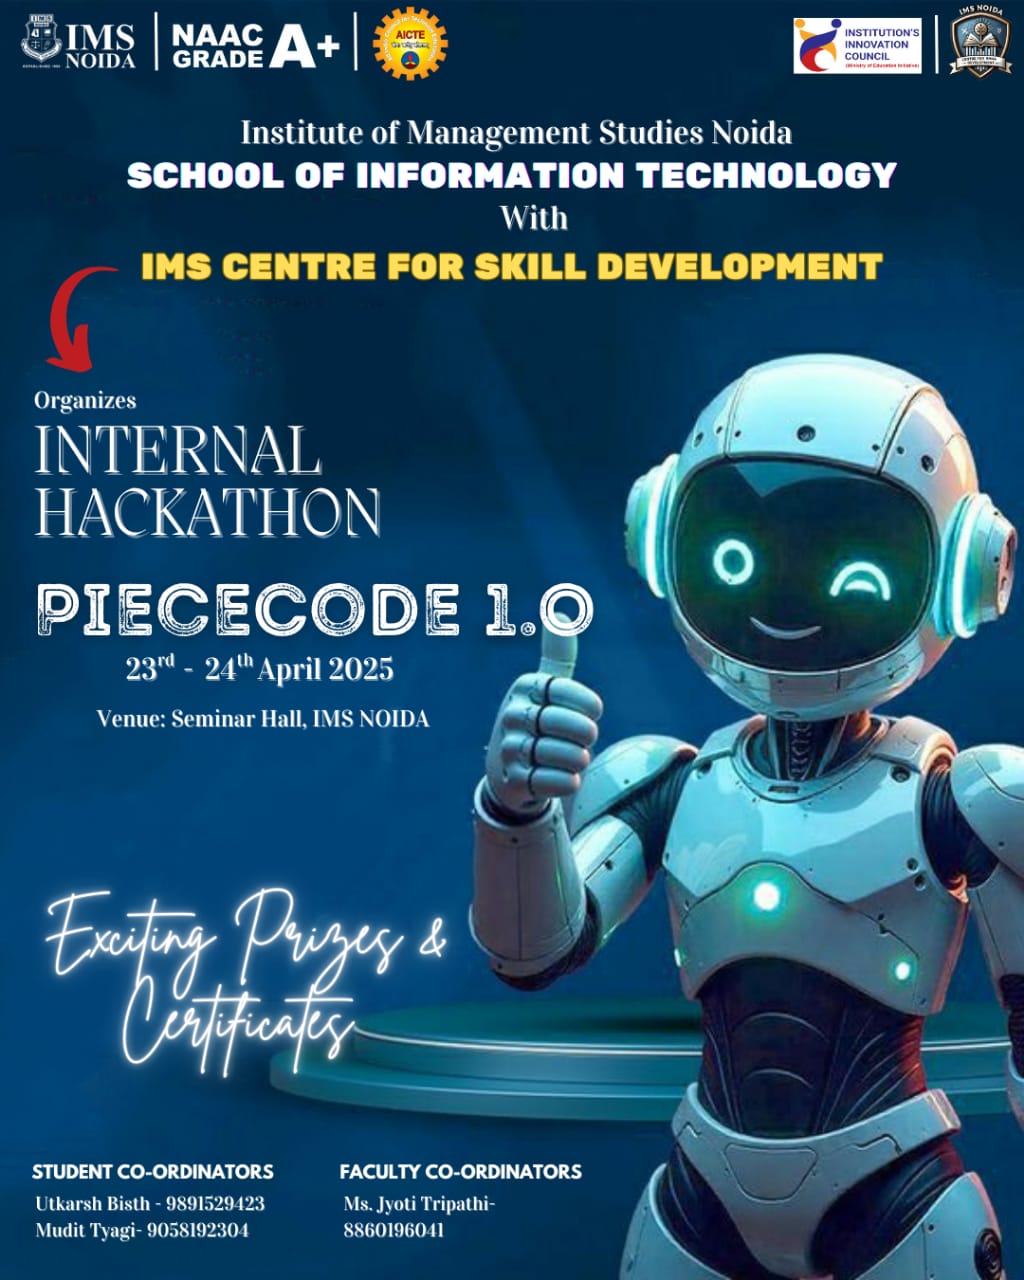 IMS
NOIDA
NAAC
GRADE A+
AICTE
INSTITUTION'S
INNOVATION
COUNCIL
(Ministry of Education Initiative)
IMS NOIDA
Institute of Management Studies Noida
SCHOOL OF INFORMATION TECHNOLOGY
With
IMS CENTRE FOR SKILL DEVELOPMENT
Organizes
INTERNAL
HACKATHON
PIECECODE 1.0
23rd - 24th April 2025
Venue: Seminar Hall, IMS NOIDA
Exciting Prizes &
Certificates
STUDENT CO-ORDINATORS
Utkarsh Bisth - 9891529423
Mudit Tyagi- 9058192304
FACULTY CO-ORDINATORS
Ms. Jyoti Tripathi-
8860196041